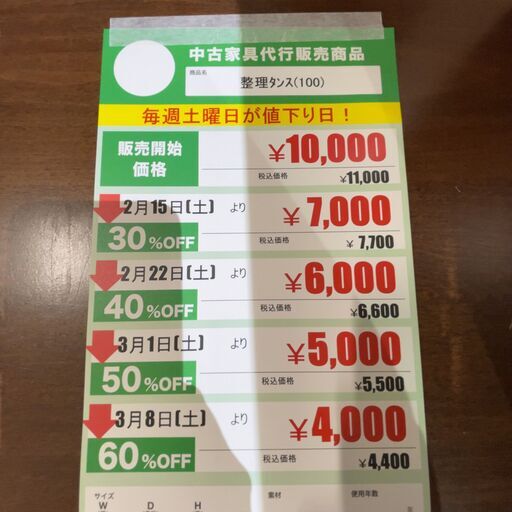 中古家具代行販売商品
商品名
整理タンス(100)
毎週土曜日が値下り日！
販売開始
価格
¥10,000
税込価格 ¥11,000
2月15日(土) より
30%OFF
¥7,000
税込価格 ¥7,700
2月22日(土) より
40%OFF
¥6,000
税込価格 ¥6,600
3月1日(土) より
50%OFF
¥5,000
税込価格 ¥5,500
3月8日(土) より
60%OFF
¥4,000
税込価格 ¥4,400
サイズ 素材 使用年数
W D H